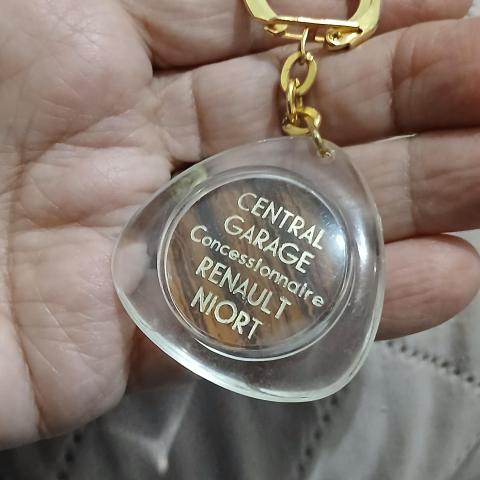 CENTRAL
GARAGE
Concessionnaire
RENAULT
NIORT